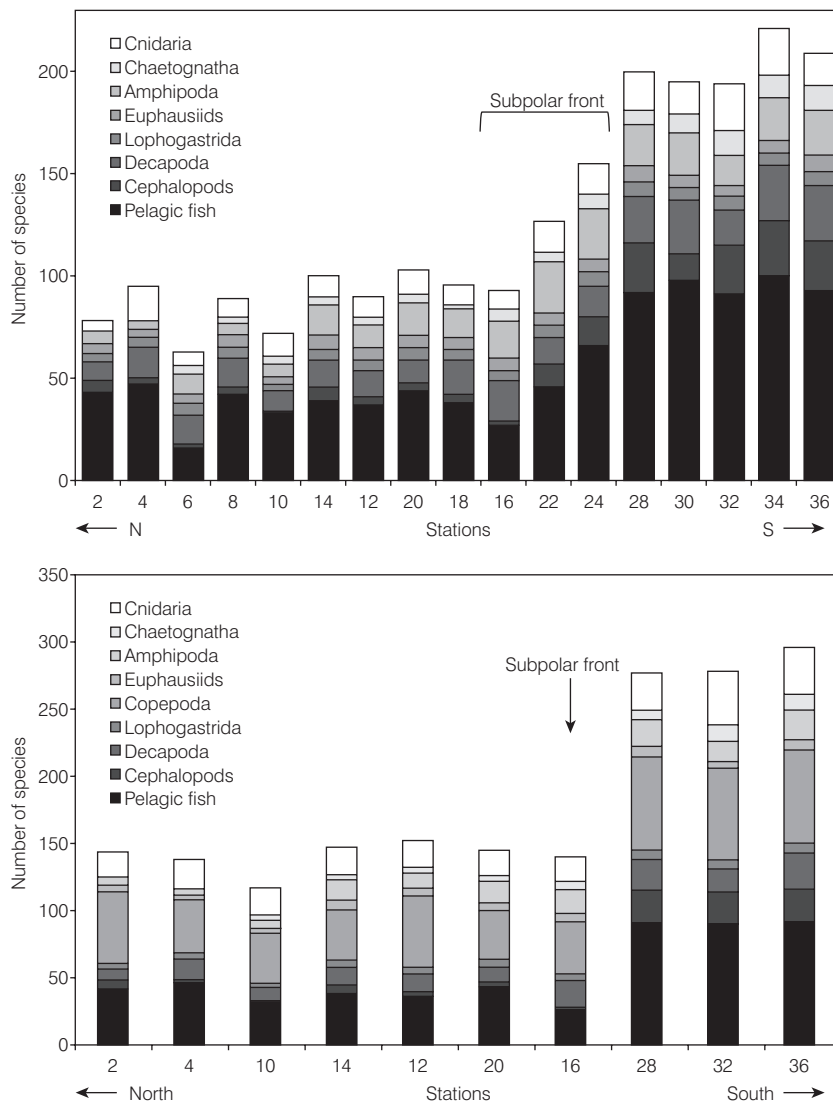 200
150
100
50
0
Number of species
Cnidaria
Chaetognatha
Amphipoda
Euphausiids
Lophogastrida
Decapoda
Cephalopods
Pelagic fish
Subpolar front
2 4 6 8 10 14 12 20 18 16 22 24 28 30 32 34 36
N Stations S
350
300
250
200
150
100
50
0
Number of species
Cnidaria
Chaetognatha
Amphipoda
Euphausiids
Copepoda
Lophogastrida
Decapoda
Cephalopods
Pelagic fish
Subpolar front
2 4 10 14 12 20 16 28 32 36
North Stations South